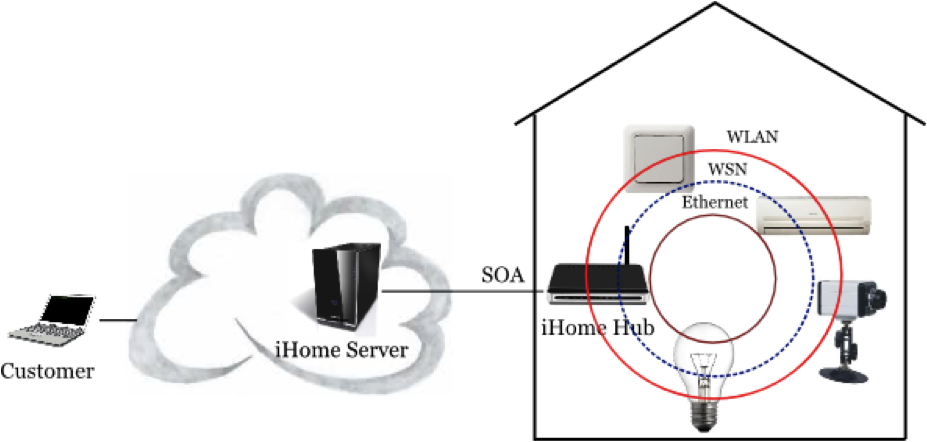 WLAN
WSN
Ethernet
SOA
iHome Hub
iHome Server
Customer